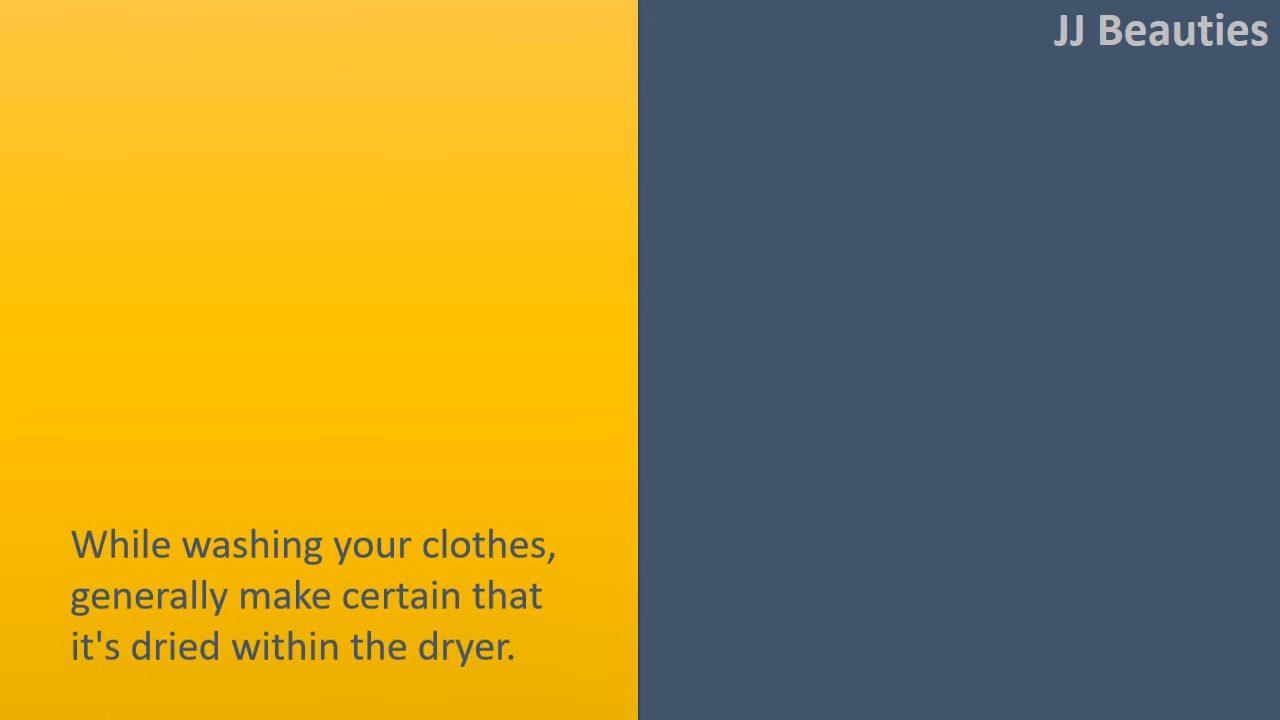 JJ Beauties
While washing your clothes,
generally make certain that
it's dried within the dryer.